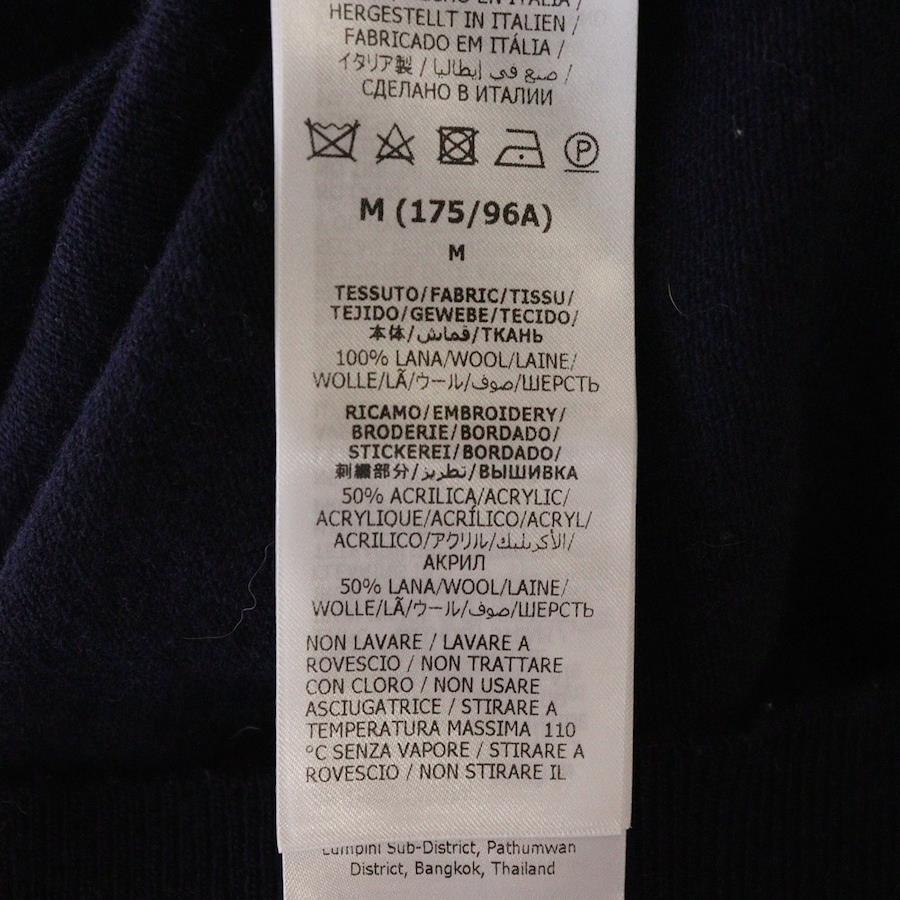 HERGESTELLT IN ITALIEN /
FABRICADO EM ITÁLIA /
イタリア製 / صنع في إيطاليا /
СДЕЛАНО В ИТАЛИИ
P
M (175/96A)
M
TESSUTO/FABRIC/TISSU/
TEJIDO/GEWEBE/TECIDO/
本体/قماش/ТКАНЬ
100% LANA/WOOL/LAINE/
WOLLE/LÃ/ウール/صوف/ШЕРСТЬ
RICAMO/EMBROIDERY/
BRODERIE/BORDADO/
STICKEREI/BORDADO/
刺繍部分/تطريز/ВЫШИВКА
50% ACRILICA/ACRYLIC/
ACRYLIQUE/ACRÍLICO/ACRYL/
ACRILICO/アクリル/الأكريليك/
АКРИЛ
50% LANA/WOOL/LAINE/
WOLLE/LÃ/ウール/صوف/ШЕРСТЬ
NON LAVARE / LAVARE A
ROVESCIO / NON TRATTARE
CON CLORO / NON USARE
ASCIUGATRICE / STIRARE A
TEMPERATURA MASSIMA 110
°C SENZA VAPORE / STIRARE A
ROVESCIO / NON STIRARE IL
Lumpini Sub-District, Pathumwan
District, Bangkok, Thailand